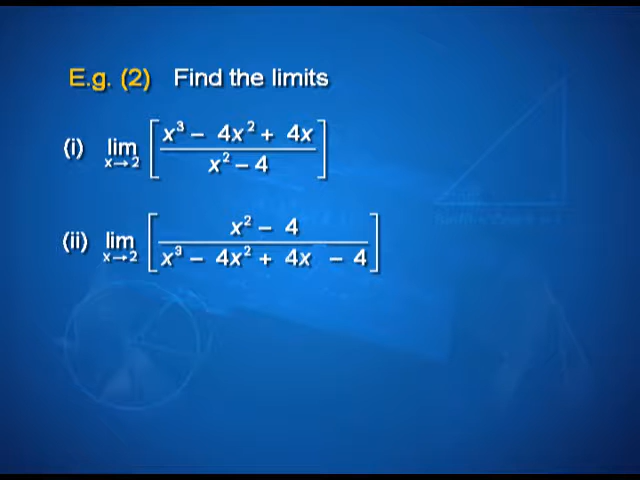 E.g. (2) Find the limits
(i) lim x→2 [ x³ – 4x² + 4x / x² – 4 ]
(ii) lim x→2 [ x² – 4 / x³ – 4x² + 4x – 4 ]